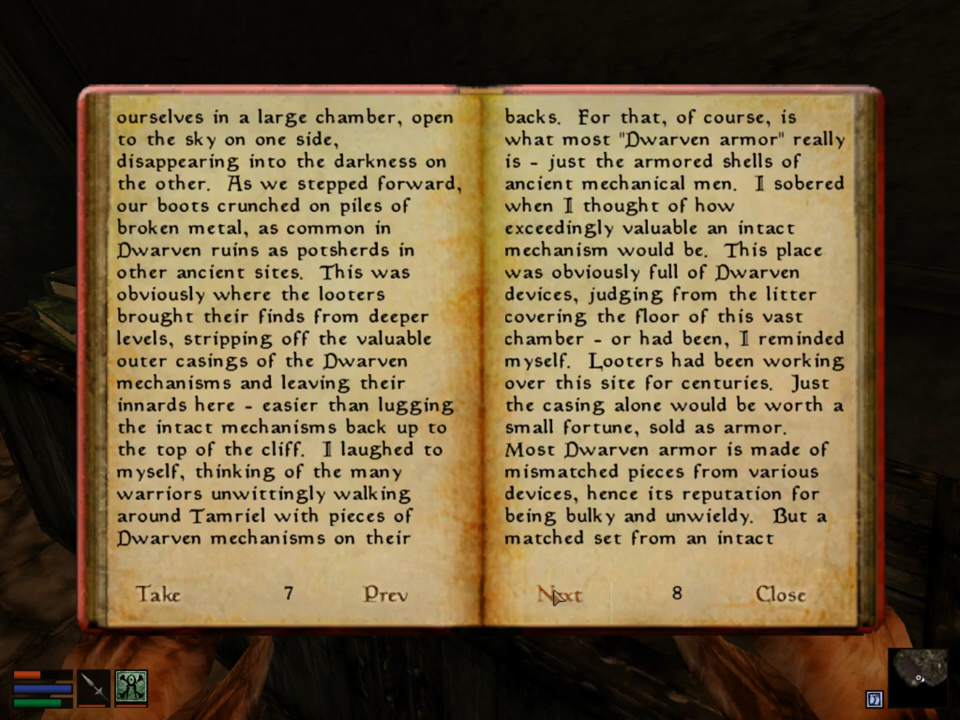 ourselves in a large chamber, open
to the sky on one side,
disappearing into the darkness on
the other. As we stepped forward,
our boots crunched on piles of
broken metal, as common in
Dwarven ruins as potsherds in
other ancient sites. This was
obviously where the looters
brought their finds from deeper
levels, stripping off the valuable
outer casings of the Dwarven
mechanisms and leaving their
innards here - easier than lugging
the intact mechanisms back up to
the top of the cliff. I laughed to
myself, thinking of the many
warriors unwittingly walking
around Tamriel with pieces of
Dwarven mechanisms on their
Take 7 Prev
backs. For that, of course, is
what most "Dwarven armor" really
is - just the armored shells of
ancient mechanical men. I sobered
when I thought of how
exceedingly valuable an intact
mechanism would be. This place
was obviously full of Dwarven
devices, judging from the litter
covering the floor of this vast
chamber - or had been, I reminded
myself. Looters had been working
over this site for centuries. Just
the casing alone would be worth a
small fortune, sold as armor.
Most Dwarven armor is made of
mismatched pieces from various
devices, hence its reputation for
being bulky and unwieldy. But a
matched set from an intact
Next 8 Close